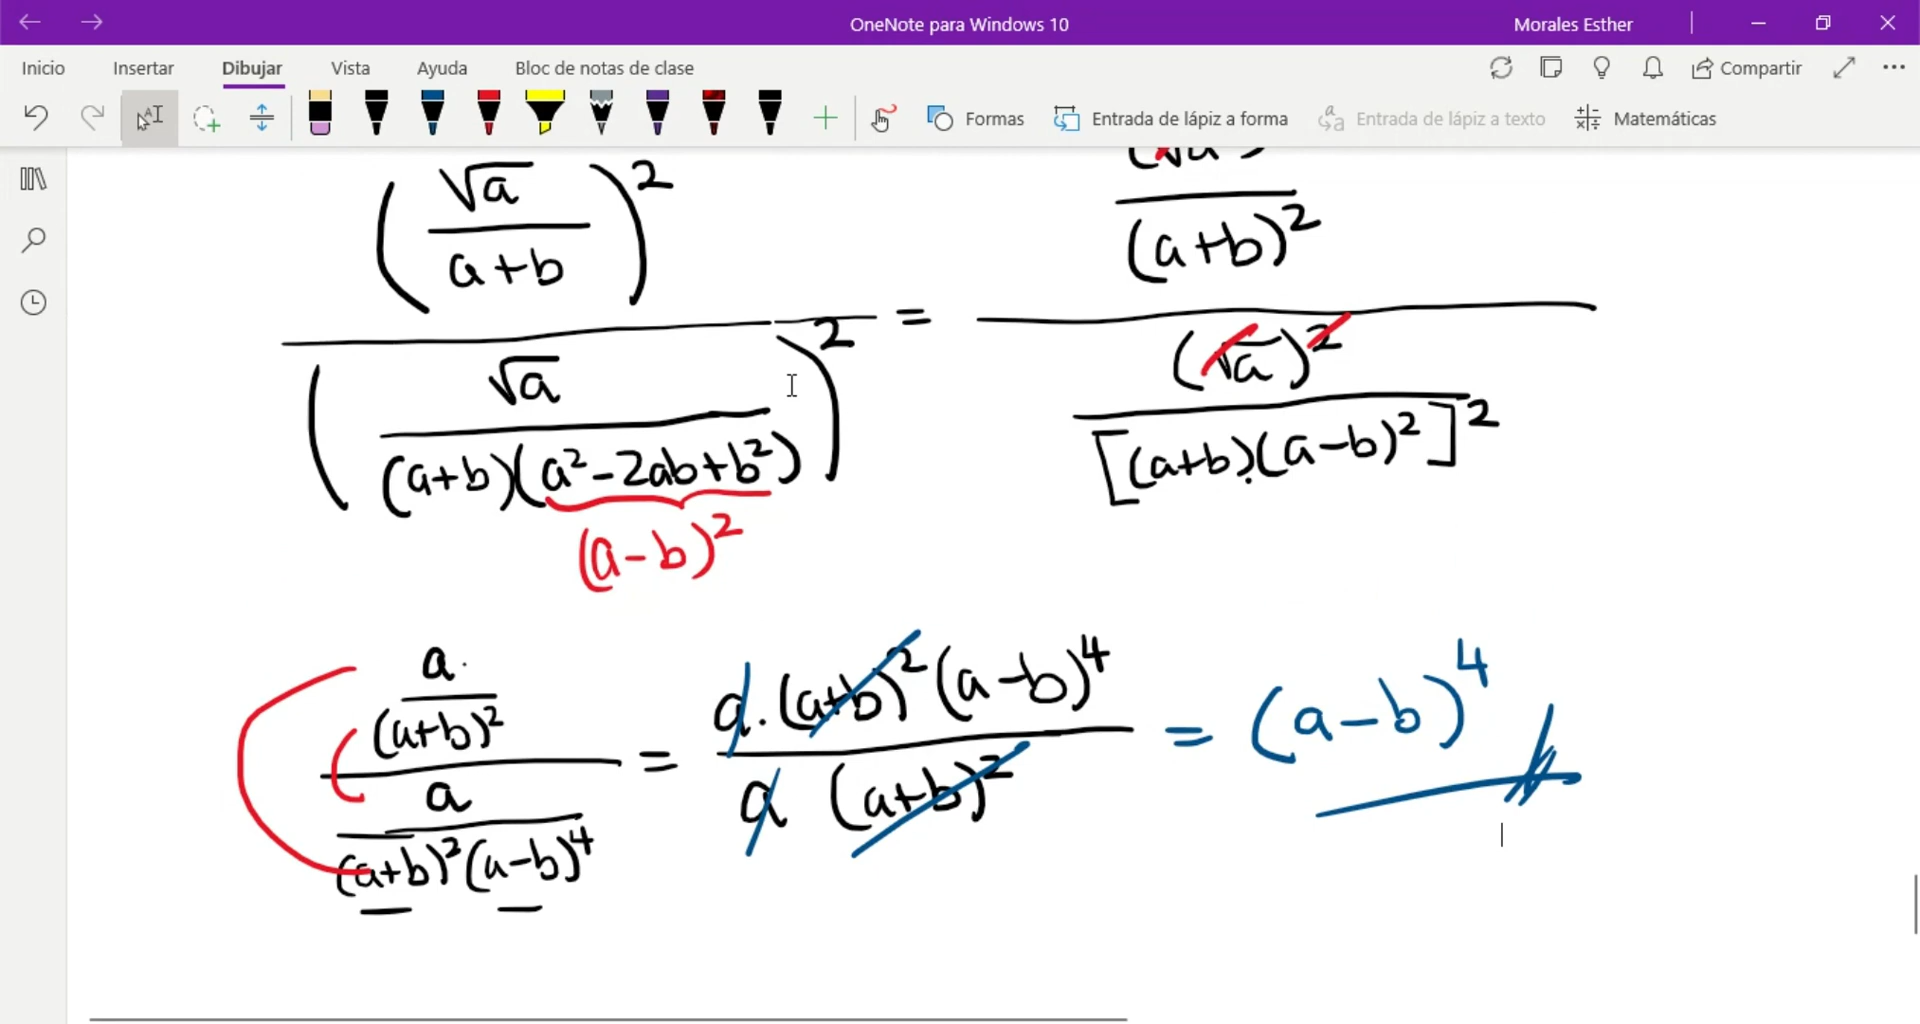 OneNote para Windows 10
Morales Esther
Inicio Insertar Dibujar Vista Ayuda Bloc de notas de clase
Compartir
Formas Entrada de lápiz a forma Entrada de lápiz a texto Matemáticas
(√a / a+b)²
/ (√a / (a+b)(a²-2ab+b²))²
(a-b)²
=
(√a)
/ (a+b)²
/ (√a)²
/ [(a+b)(a-b)²]²
a
/ (a+b)²
/ a
/ (a+b)²(a-b)⁴
= a·(a+b)²(a-b)⁴ / a (a+b)² = (a-b)⁴